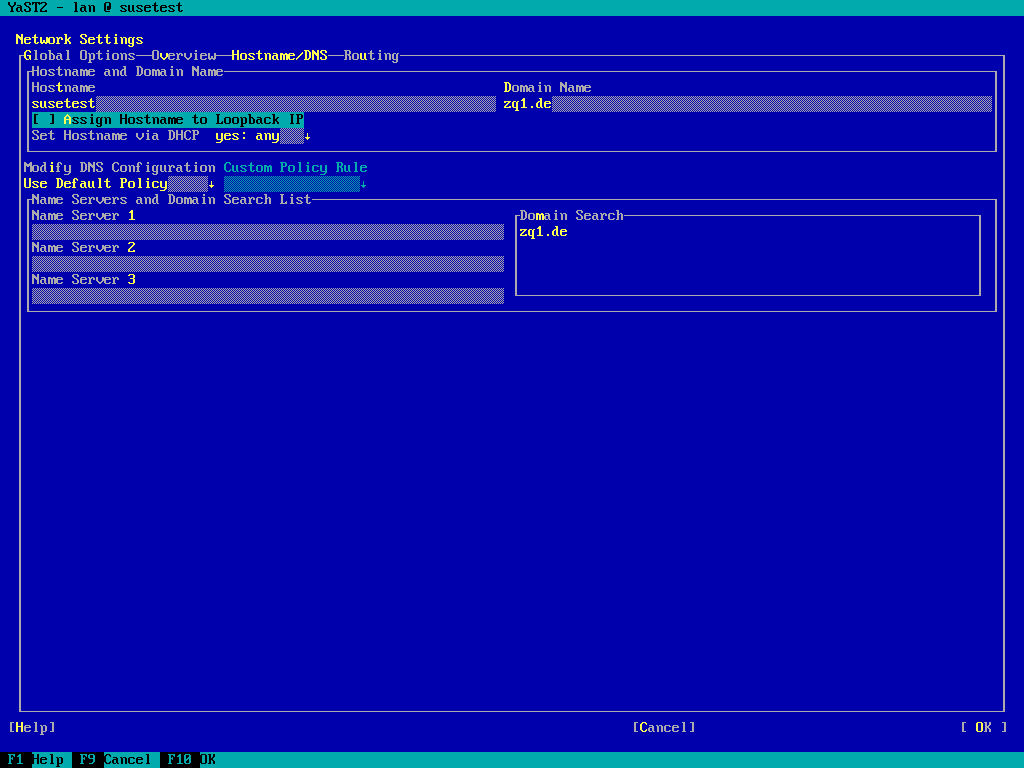 YaST2 - lan @ susetest
Network Settings
Global Options Overview Hostname/DNS Routing
Hostname and Domain Name
Hostname Domain Name
susetest zq1.de
[ ] Assign Hostname to Loopback IP
Set Hostname via DHCP yes: any ↓
Modify DNS Configuration Custom Policy Rule
Use Default Policy ↓ ↓
Name Servers and Domain Search List
Name Server 1 Domain Search
zq1.de
Name Server 2
Name Server 3
[Help] [Cancel] [ OK ]
F1 Help F9 Cancel F10 OK